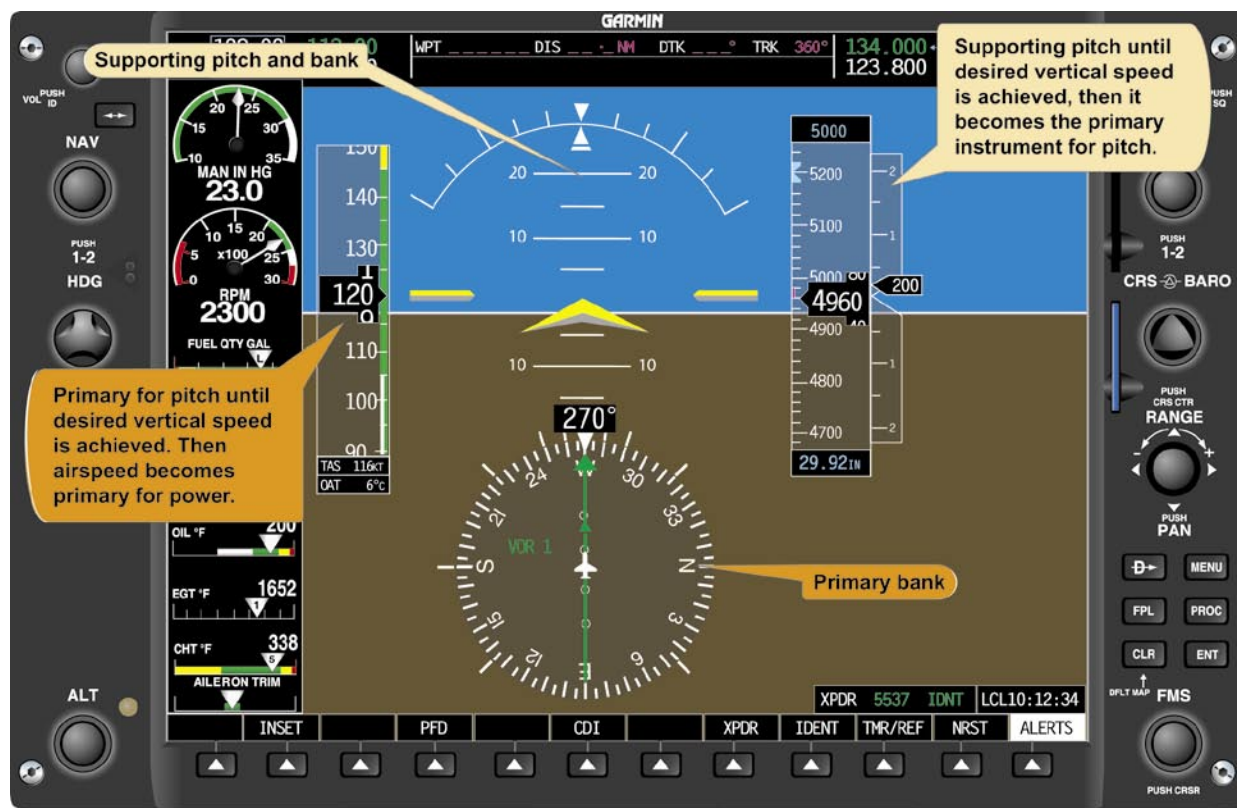 GARMIN
WPT _ _ _ _ _ _ DIS _ _ . _ NM DTK _ _ _° TRK 360°
134.000
123.800
Supporting pitch and bank
Supporting pitch until
desired vertical speed
is achieved, then it
becomes the primary
instrument for pitch.
VOL PUSH ID
NAV
PUSH
1-2
HDG
ALT
10
15
20
25
30
35
MAN IN HG
23.0
0
5
10
15
20
25
30
x100
RPM
2300
FUEL QTY GAL
L
Primary for pitch until
desired vertical speed
is achieved. Then
airspeed becomes
primary for power.
OIL °F
200
EGT °F
1652
1
CHT °F
338
5
AILERON TRIM
150
140
130
120
110
100
90
TAS 116KT
OAT 6°C
20 20
10 10
10 10
5000
5200
5100
5000
4960
4900
4800
4700
29.92IN
2
1
200
1
2
270°
W
30
33
N
3
6
E
12
15
S
21
24
VOR 1
Primary bank
XPDR 5537 IDNT LCL10:12:34
INSET PFD CDI XPDR IDENT TMR/REF NRST ALERTS
PUSH
SQ
PUSH
1-2
CRS BARO
PUSH
CRS CTR
RANGE
- +
PUSH
PAN
D MENU
FPL PROC
CLR ENT
DFLT MAP FMS
PUSH CRSR